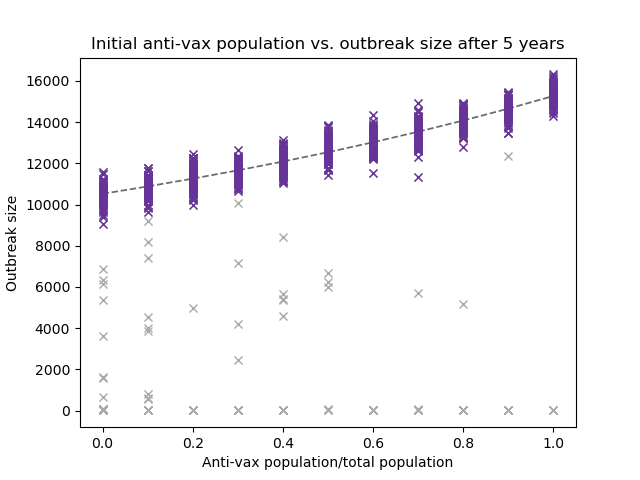 Initial anti-vax population vs. outbreak size after 5 years
16000
14000
12000
10000
8000
6000
4000
2000
0
Outbreak size
0.0 0.2 0.4 0.6 0.8 1.0
Anti-vax population/total population